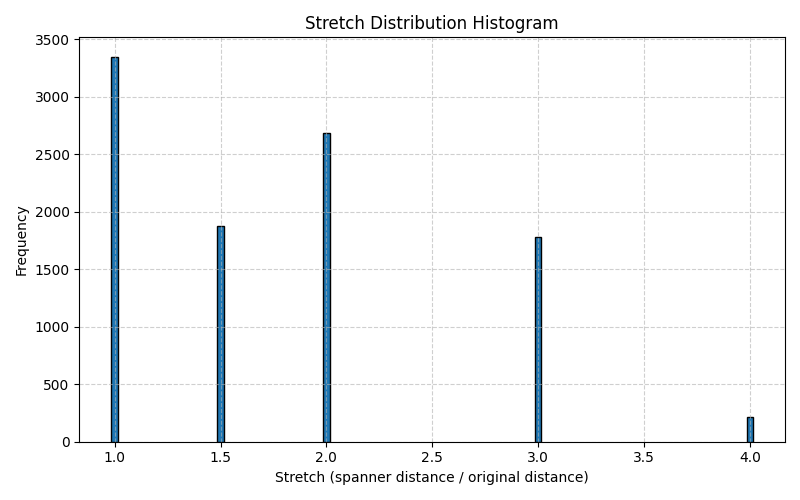 Stretch Distribution Histogram
Frequency
3500
3000
2500
2000
1500
1000
500
0
1.0 1.5 2.0 2.5 3.0 3.5 4.0
Stretch (spanner distance / original distance)